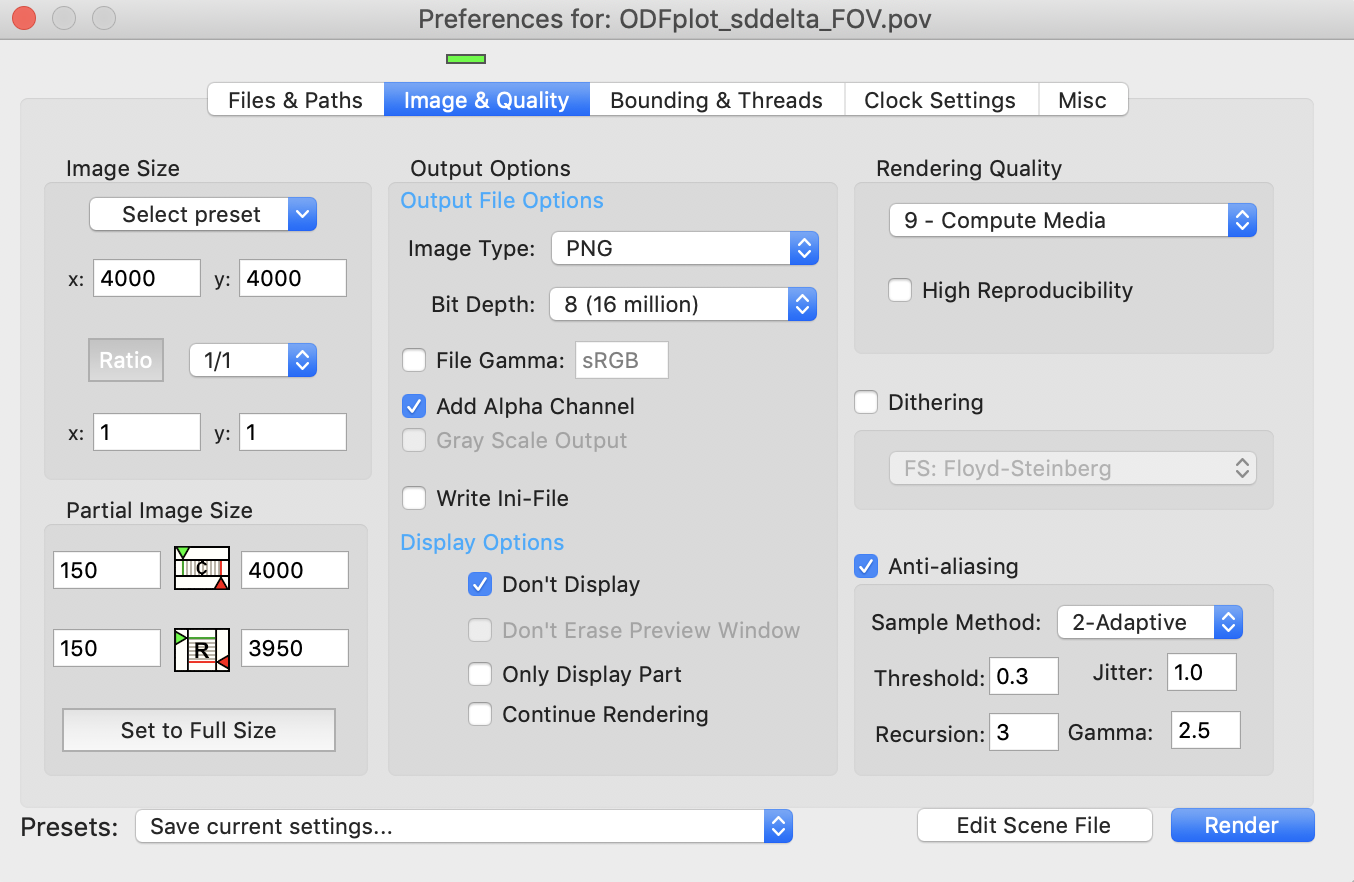 Preferences for: ODFplot_sddelta_FOV.pov
Files & Paths
Image & Quality
Bounding & Threads
Clock Settings
Misc
Image Size
Select preset
x: 4000 y: 4000
Ratio 1/1
x: 1 y: 1
Partial Image Size
150 C 4000
150 R 3950
Set to Full Size
Output Options
Output File Options
Image Type: PNG
Bit Depth: 8 (16 million)
File Gamma: sRGB
Add Alpha Channel
Gray Scale Output
Write Ini-File
Display Options
Don't Display
Don't Erase Preview Window
Only Display Part
Continue Rendering
Rendering Quality
9 - Compute Media
High Reproducibility
Dithering
FS: Floyd-Steinberg
Anti-aliasing
Sample Method: 2-Adaptive
Threshold: 0.3 Jitter: 1.0
Recursion: 3 Gamma: 2.5
Presets: Save current settings...
Edit Scene File
Render